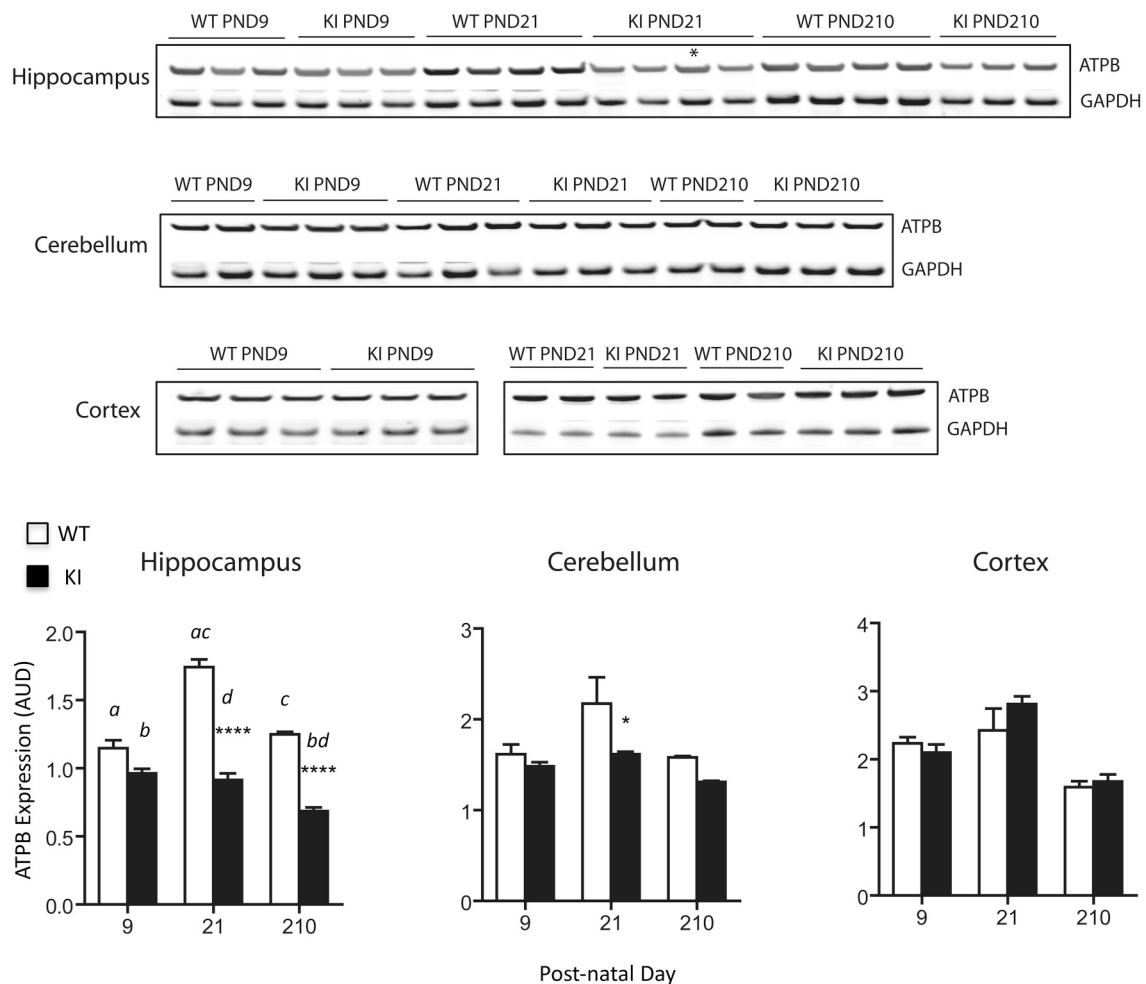 WT PND9 KI PND9 WT PND21 KI PND21 WT PND210 KI PND210
*
Hippocampus ATPB
GAPDH
WT PND9 KI PND9 WT PND21 KI PND21 WT PND210 KI PND210
Cerebellum ATPB
GAPDH
WT PND9 KI PND9 WT PND21 KI PND21 WT PND210 KI PND210
Cortex ATPB
GAPDH
WT
KI
Hippocampus
ATPB Expression (AUD)
2.0
1.5
1.0
0.5
0.0
a
b
ac
d
****
c
bd
****
9 21 210
Cerebellum
3
2
1
0
*
9 21 210
Cortex
4
3
2
1
0
9 21 210
Post-natal Day